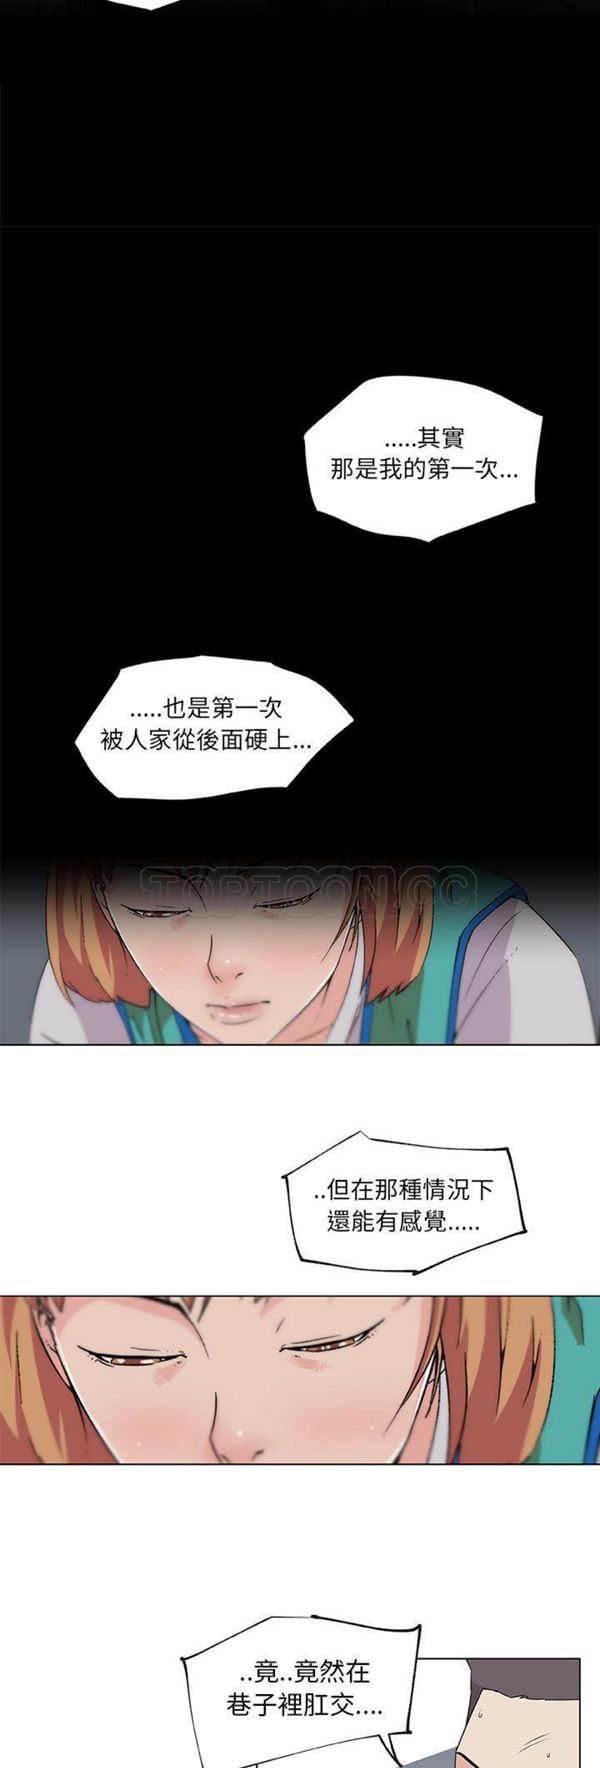 .....其實
那是我的第一次...
.....也是第一次
被人家從後面硬上...
TOPTOON.CC
..但在那種情況下
還能有感覺.....
..竟..竟然在
巷子裡肛交....